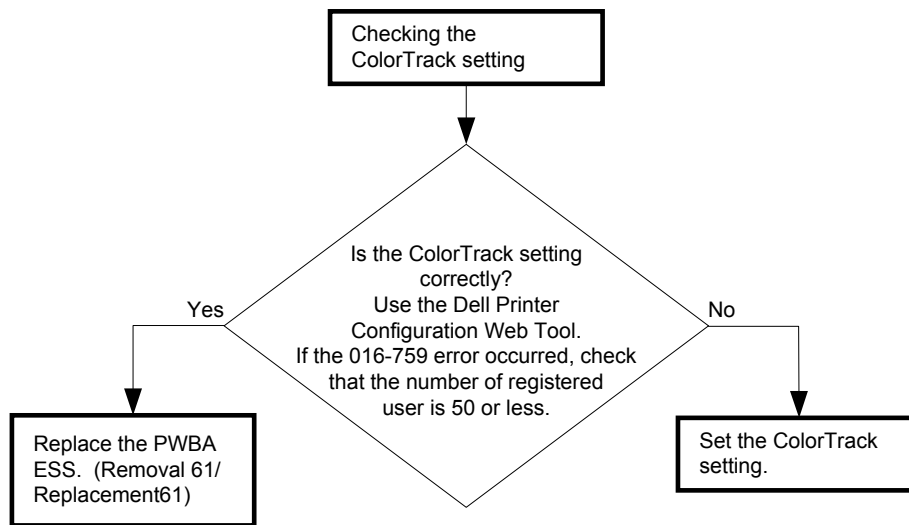 Checking the
ColorTrack setting
Is the ColorTrack setting
correctly?
Use the Dell Printer
Configuration Web Tool.
If the 016-759 error occurred, check
that the number of registered
user is 50 or less.
Yes
No
Replace the PWBA
ESS.  (Removal 61/
Replacement61)
Set the ColorTrack
setting.